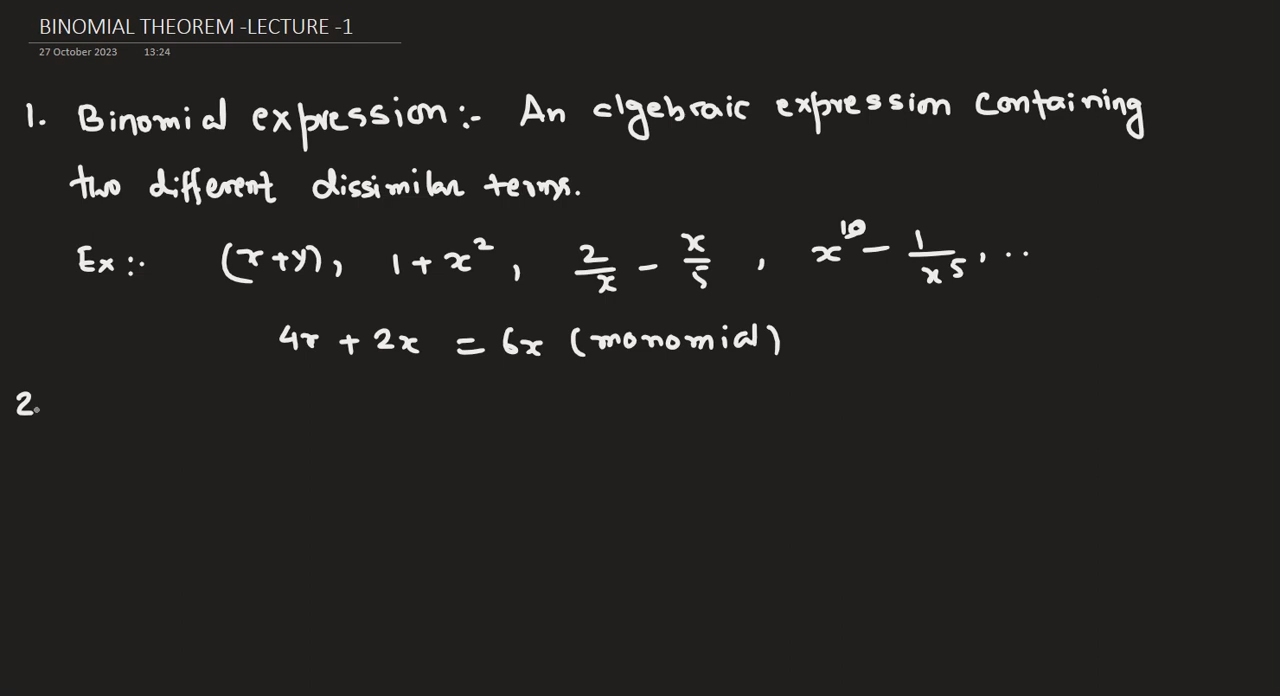 BINOMIAL THEOREM -LECTURE -1
27 October 2023 13:24
1. Binomial expression:- An algebraic expression containing
two different dissimilar terms.
Ex:- (x+y), 1+x², 2/x - x/5, x¹⁰ - 1/x⁵, ..
4x + 2x = 6x (monomial)
2.